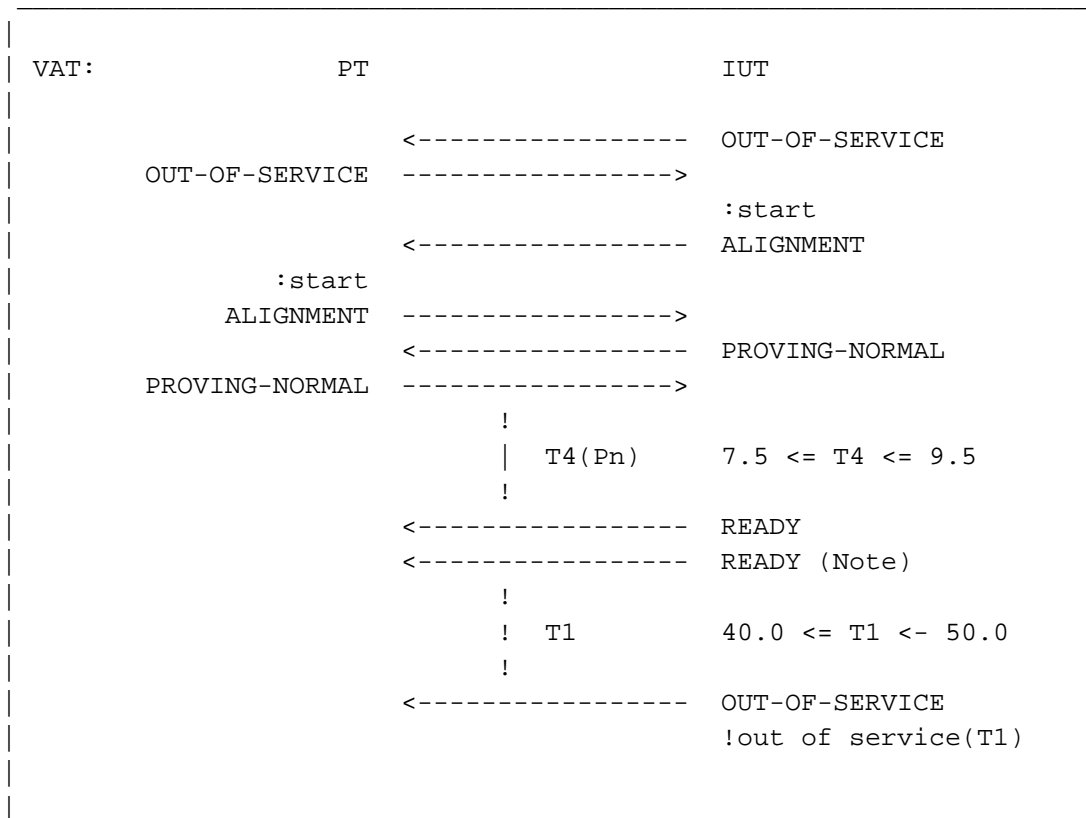 VAT: PT IUT
<----------------- OUT-OF-SERVICE
OUT-OF-SERVICE ----------------->
:start
<----------------- ALIGNMENT
:start
ALIGNMENT ----------------->
<----------------- PROVING-NORMAL
PROVING-NORMAL ----------------->
!
| T4(Pn) 7.5 <= T4 <= 9.5
!
<----------------- READY
<----------------- READY (Note)
!
! T1 40.0 <= T1 <- 50.0
!
<----------------- OUT-OF-SERVICE
!out of service(T1)